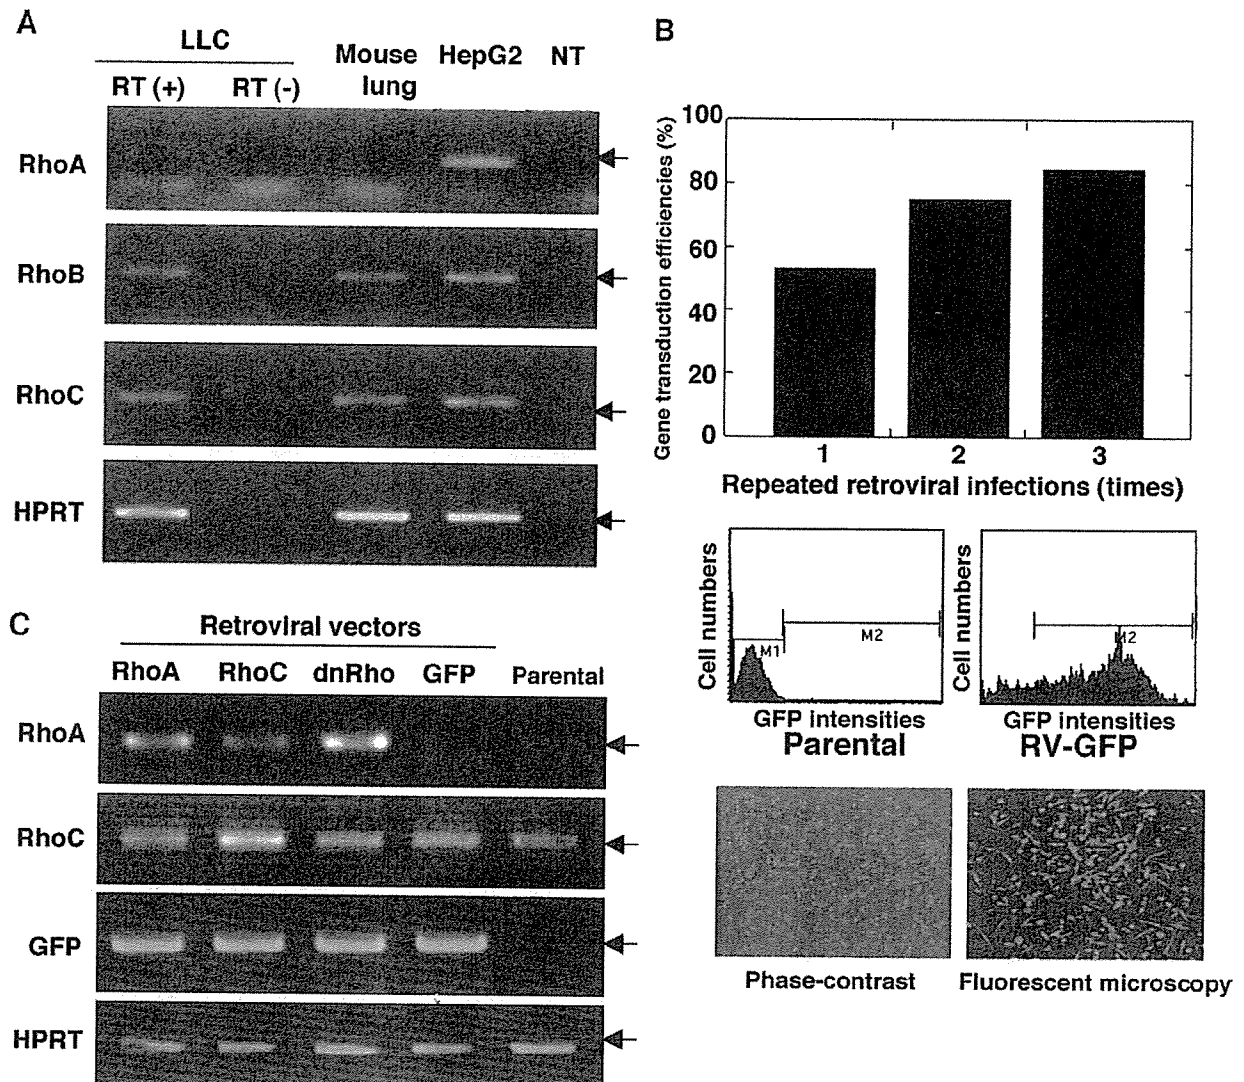 A
LLC
Mouse lung
HepG2
NT
RT (+)
RT (-)
RhoA
RhoB
RhoC
HPRT
B
Gene transduction efficiencies (%)
100
80
60
40
20
0
1
2
3
Repeated retroviral infections (times)
Cell numbers
M1
M2
GFP intensities
Parental
Cell numbers
M2
GFP intensities
RV-GFP
Phase-contrast
Fluorescent microscopy
C
Retroviral vectors
RhoA
RhoC
dnRho
GFP
Parental
RhoA
RhoC
GFP
HPRT